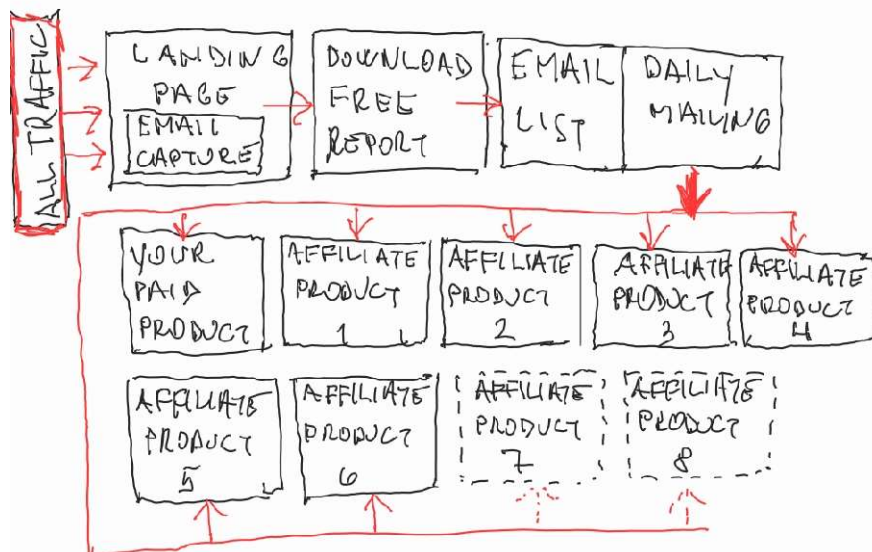 ALL TRAFFIC
LANDING
PAGE
EMAIL
CAPTURE
DOWNLOAD
FREE
REPORT
EMAIL
LIST
DAILY
MAILING
YOUR
PAID
PRODUCT
AFFILIATE
PRODUCT
1
AFFILIATE
PRODUCT
2
AFFILIATE
PRODUCT
3
AFFILIATE
PRODUCT
4
AFFILIATE
PRODUCT
5
AFFILIATE
PRODUCT
6
AFFILIATE
PRODUCT
7
AFFILIATE
PRODUCT
8